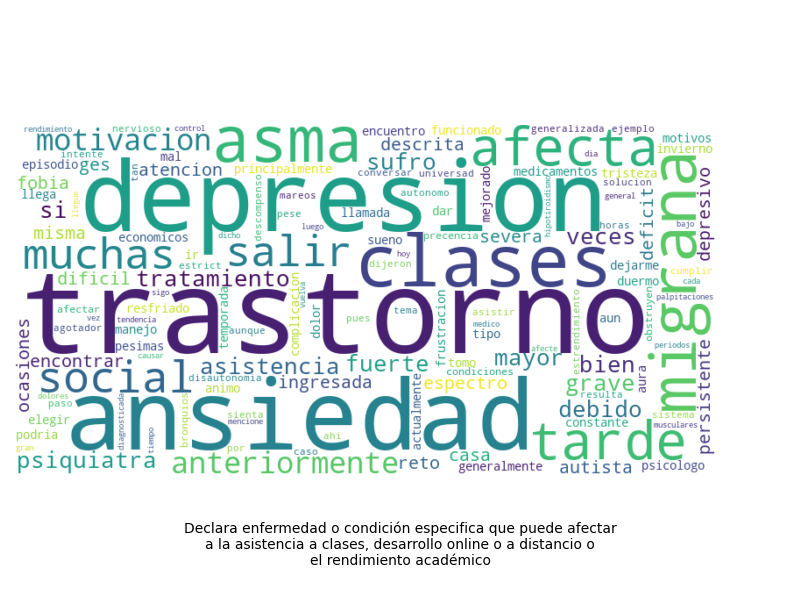 rendimiento nervioso control encuentro funcionado generalizada ejemplo
motivacion asma descrita afecta motivos
intente mal principalmente sufro dia invierno
episodio ges tan atencion conversar universad medicamentos tristeza
fobia depresion autonomo mejorado hipotiroidismo solucion migrana depresivo
llega llegue descompenso mareos general deficit
si pese llamada dar horas bajo
misma economicos dicho luego sueno precencia severa veces
muchas ir salir hoy clases dejarme
estrict dijeron duermo cumplir
dificil tratamiento cada
trastorno sigo vuelva palpitaciones
afectar resfriado temporada complicacion tema asistir aun obstruyen
vez tendencia dolor
ocasiones agotador manejo aunque pues medico tipo
pesimas frustracion estrendimiento periodos
encontrar causar asistencia fuerte mayor afecte bien persistente
social disautonomia ingresada tomo condiciones aura
dolores animo espectro grave
paso diagnosticada ansiedad actualmente resulta
elegir sienta mencione debido sistema
podria tiempo bronquios constante musculares
gran ahi tarde
psiquiatra anteriormente por caso reto casa generalmente autista psicologo
Declara enfermedad o condición especifica que puede afectar
a la asistencia a clases, desarrollo online o a distancio o
el rendimiento académico